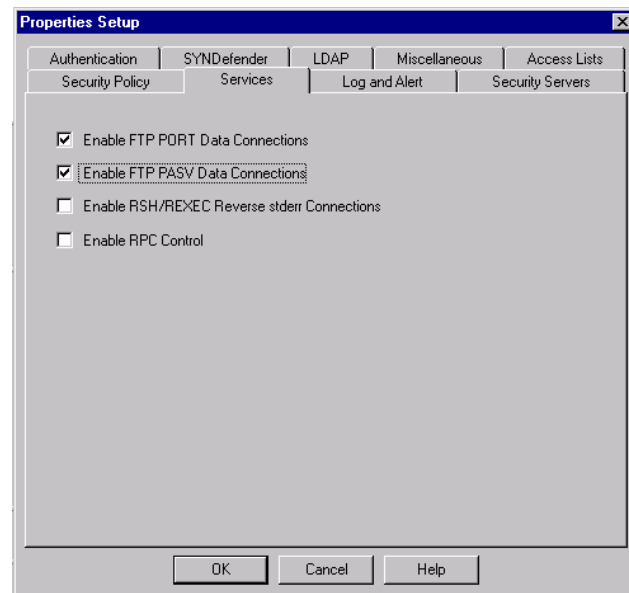 Properties Setup
Authentication SYNDefender LDAP Miscellaneous Access Lists
Security Policy Services Log and Alert Security Servers
Enable FTP PORT Data Connections
Enable FTP PASV Data Connections
Enable RSH/REXEC Reverse stderr Connections
Enable RPC Control
OK Cancel Help